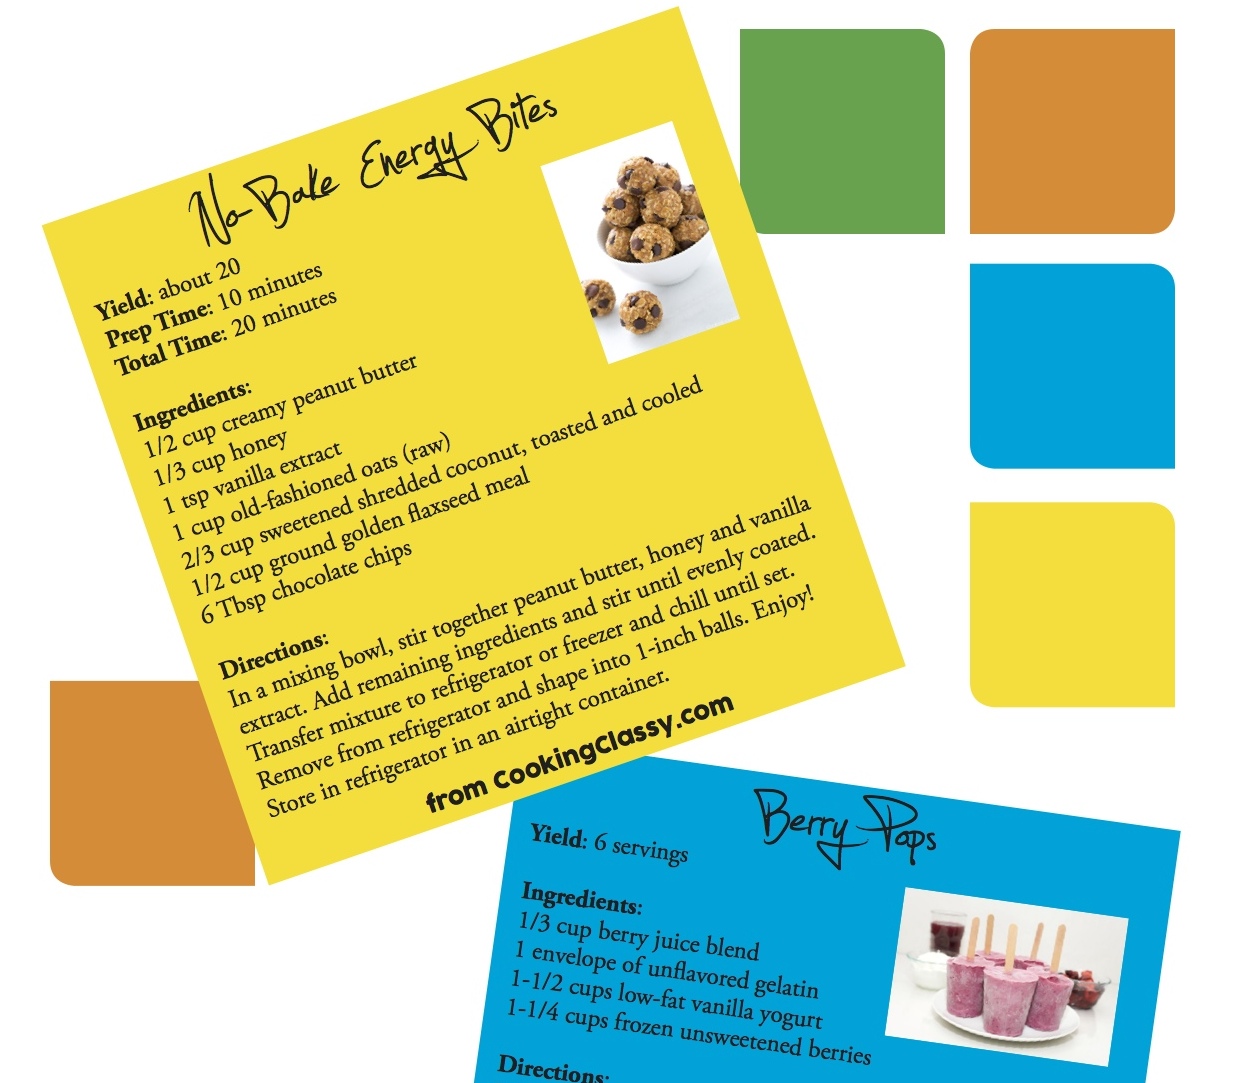 No-Bake Energy Bites
Yield: about 20
Prep Time: 10 minutes
Total Time: 20 minutes
Ingredients:
1/2 cup creamy peanut butter
1/3 cup honey
1 tsp vanilla extract
1 cup old-fashioned oats (raw)
2/3 cup sweetened shredded coconut, toasted and cooled
1/2 cup ground golden flaxseed meal
6 Tbsp chocolate chips
Directions:
In a mixing bowl, stir together peanut butter, honey and vanilla
extract. Add remaining ingredients and stir until evenly coated.
Transfer mixture to refrigerator or freezer and chill until set.
Remove from refrigerator and shape into 1-inch balls. Enjoy!
Store in refrigerator in an airtight container.
from CookingClassy.com
Berry Pops
Yield: 6 servings
Ingredients:
1/3 cup berry juice blend
1 envelope of unflavored gelatin
1-1/2 cups low-fat vanilla yogurt
1-1/4 cups frozen unsweetened berries
Directions: